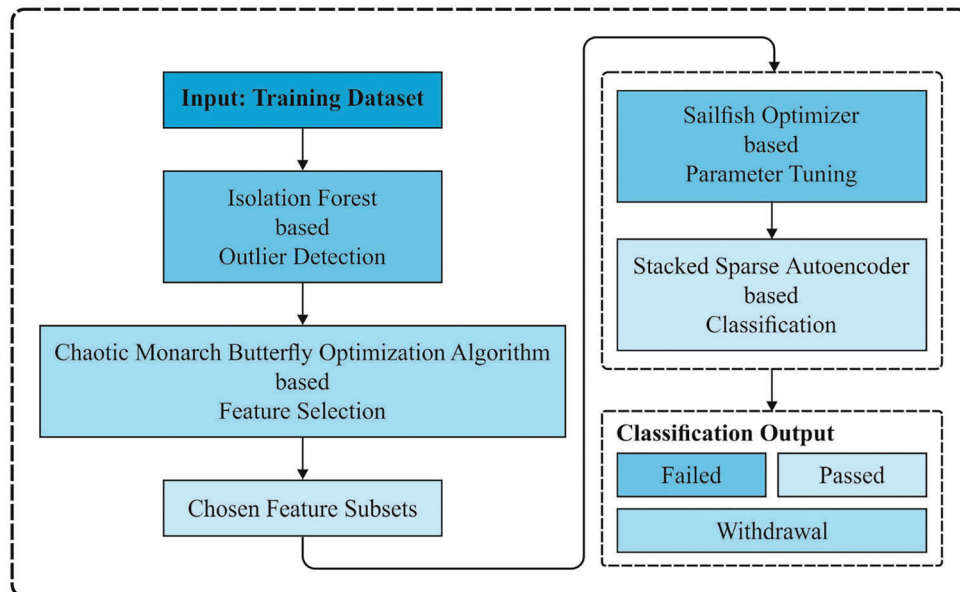 Input: Training Dataset
Isolation Forest
based
Outlier Detection
Chaotic Monarch Butterfly Optimization Algorithm
based
Feature Selection
Chosen Feature Subsets
Sailfish Optimizer
based
Parameter Tuning
Stacked Sparse Autoencoder
based
Classification
Classification Output
Failed
Passed
Withdrawal